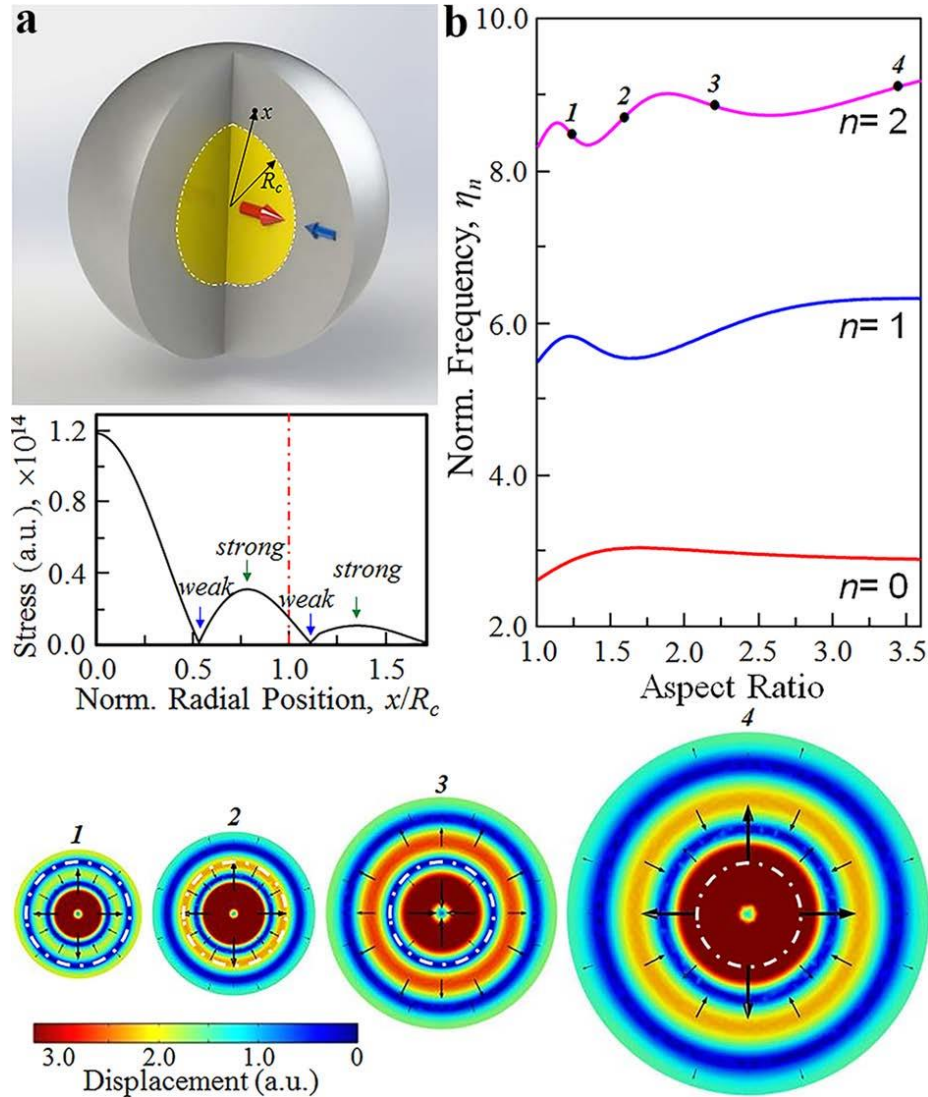 a
x
R_c
1.2
0.8
0.4
0.0
Stress (a.u.), ×10^14
weak
strong
weak
strong
0.0 0.5 1.0 1.5
Norm. Radial Position, x/R_c
b
10.0
8.0
6.0
4.0
2.0
Norm. Frequency, η_n
1
2
3
4
n= 2
n= 1
n= 0
1.0 1.5 2.0 2.5 3.0 3.5
Aspect Ratio
1
2
3
4
3.0 2.0 1.0 0
Displacement (a.u.)